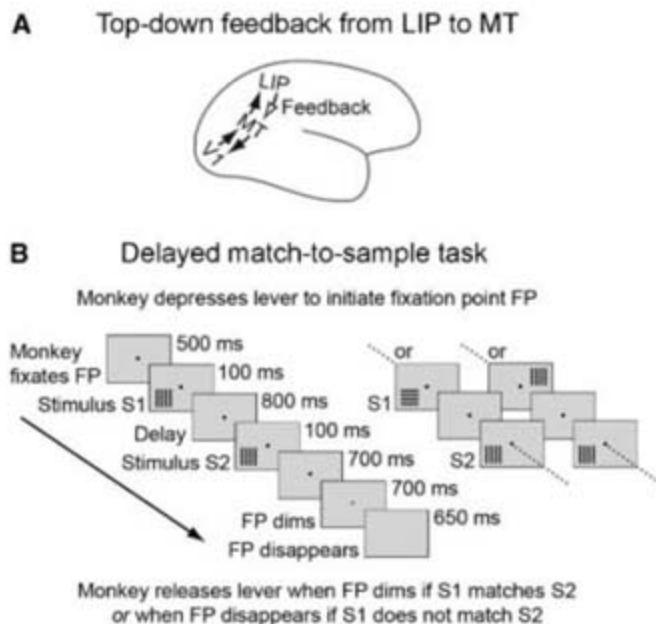 A Top-down feedback from LIP to MT
LIP
Feedback
MT
V1
B Delayed match-to-sample task
Monkey depresses lever to initiate fixation point FP
Monkey
fixates FP
500 ms
100 ms
Stimulus S1
800 ms
Delay
100 ms
Stimulus S2
700 ms
700 ms
FP dims
650 ms
FP disappears
or
or
S1
S2
Monkey releases lever when FP dims if S1 matches S2
or when FP disappears if S1 does not match S2